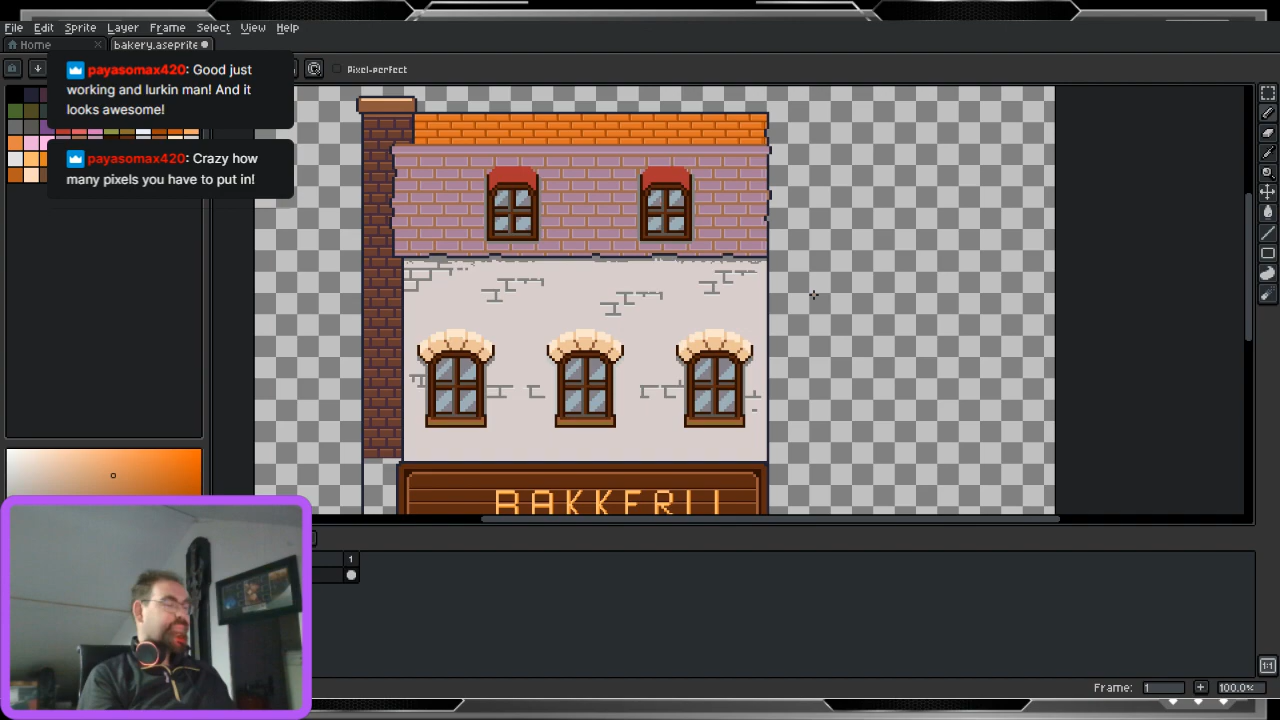 File Edit Sprite Layer Frame Select View Help
Home bakery.aseprite
Pixel-perfect
payasomax420: Good just
working and lurkin man! And it
looks awesome!
payasomax420: Crazy how
many pixels you have to put in!
BAKKERIJ
1
Frame: 1 + 100.0%
1:1